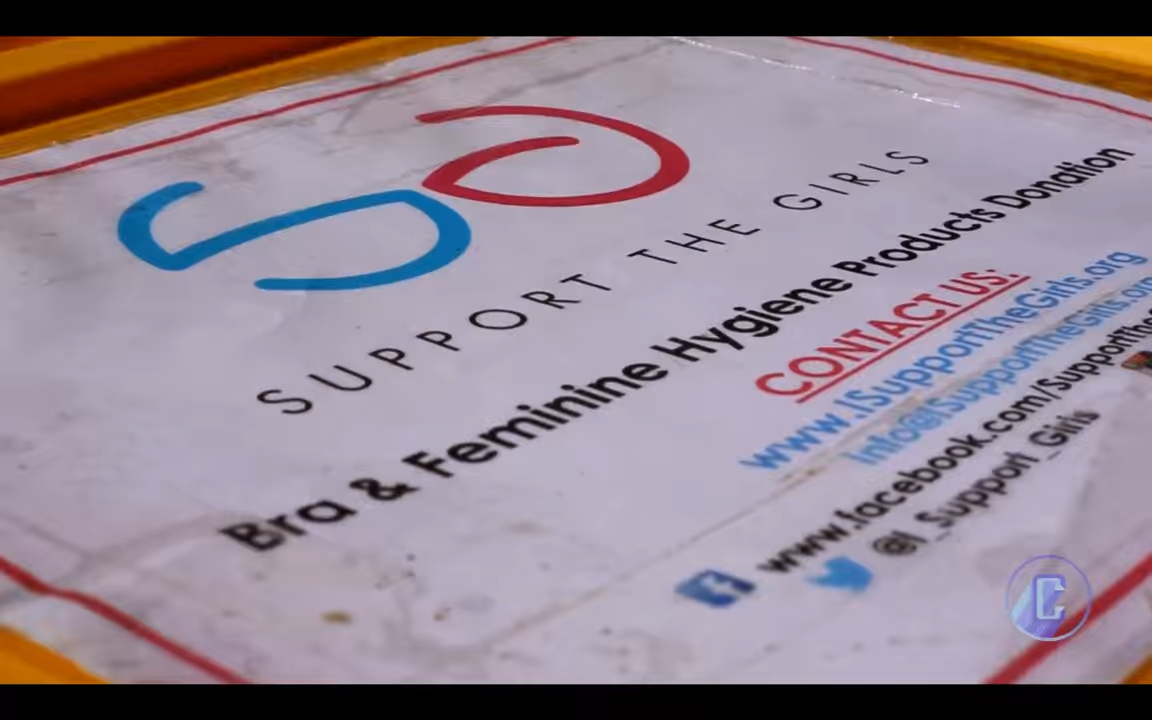 SUPPORT THE GIRLS
Bra & Feminine Hygiene Products Donation
CONTACT US:
www.ISupportTheGirls.org
Info@ISupportTheGirls.org
www.facebook.com/SupportThe
@I_Support_Girls
C